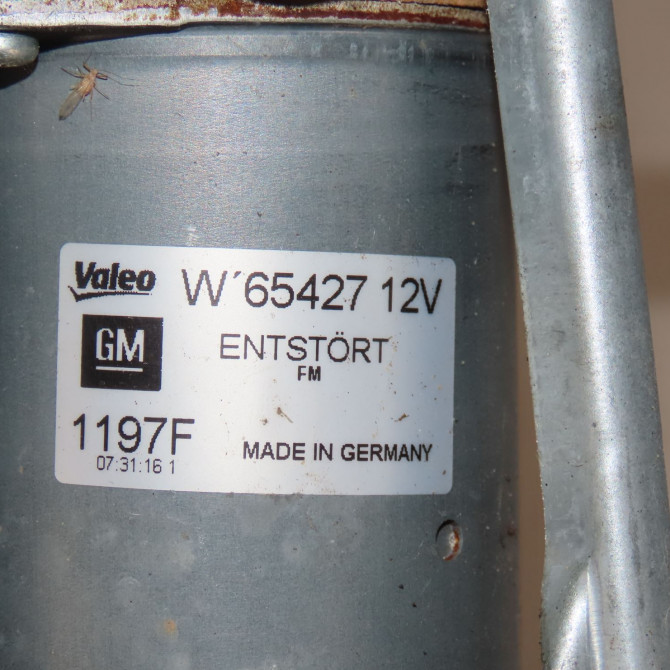 Valeo W´65427 12V
GM ENTSTÖRT
FM
1197F MADE IN GERMANY
07:31:16 1